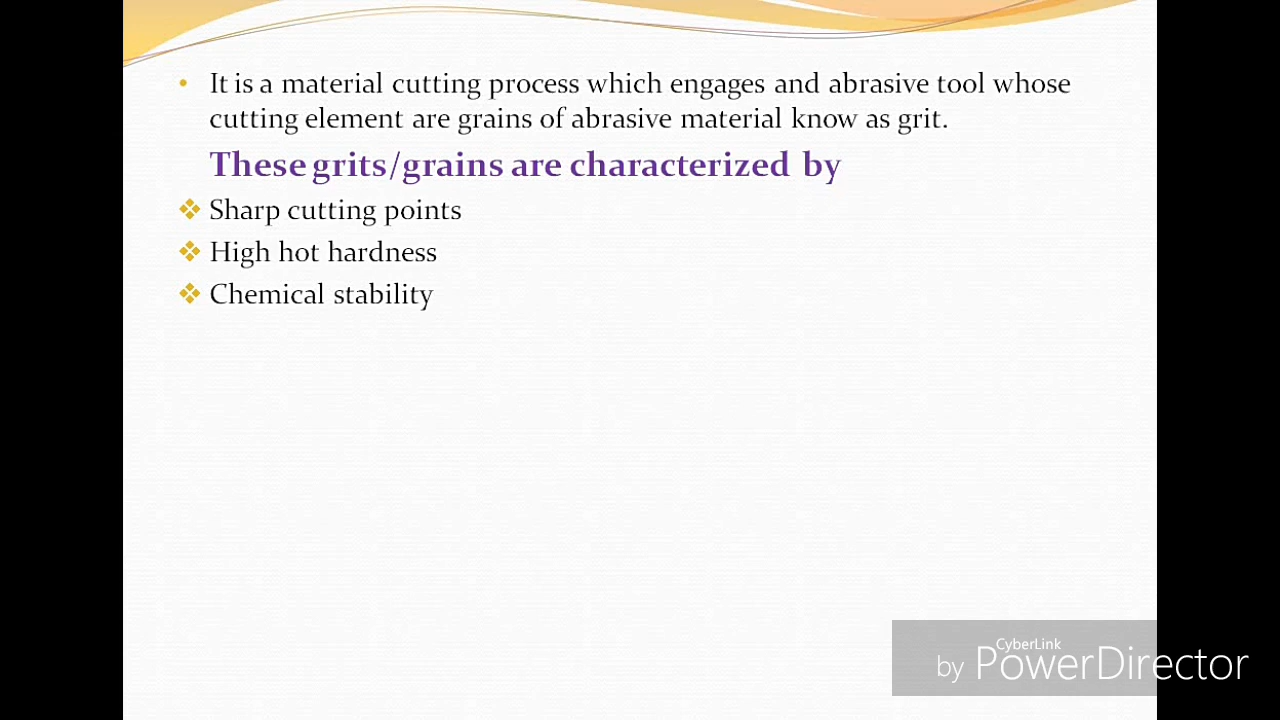 It is a material cutting process which engages and abrasive tool whose
cutting element are grains of abrasive material know as grit.
These grits/grains are characterized by
Sharp cutting points
High hot hardness
Chemical stability
CyberLink
by PowerDirector